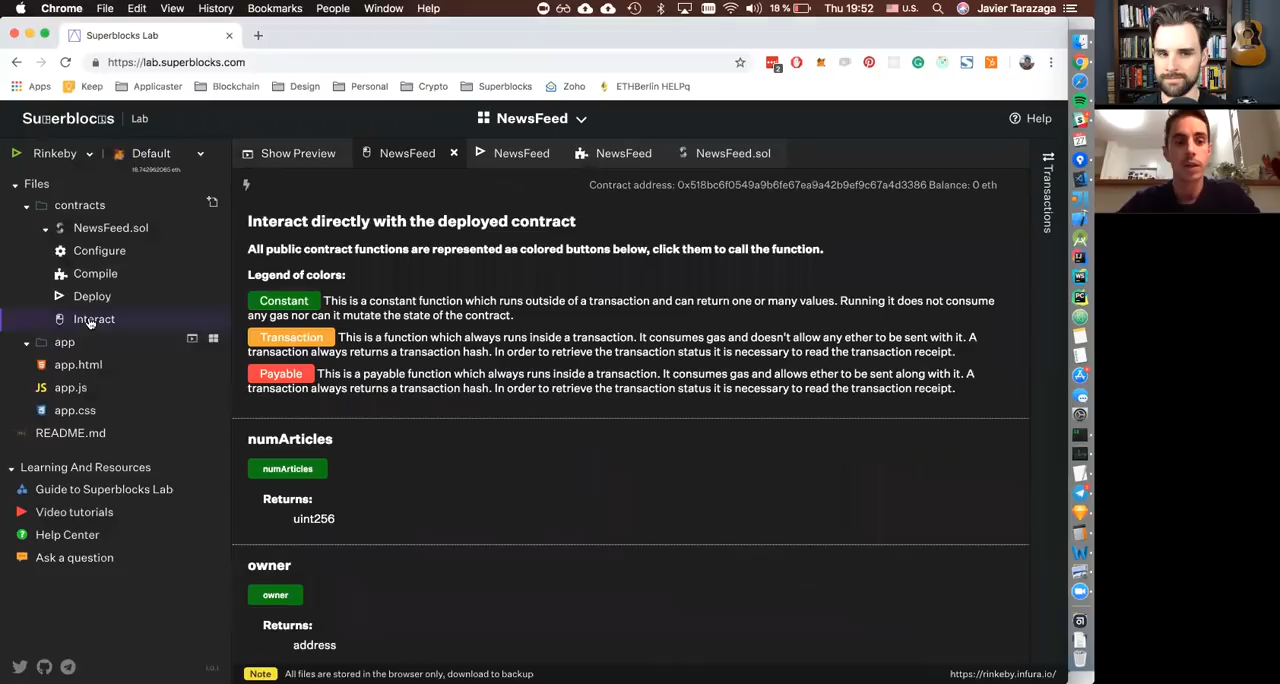 Chrome File Edit View History Bookmarks People Window Help 18 % Thu 19:52 U.S. Javier Tarazaga
Superblocks Lab
https://lab.superblocks.com
Apps Keep Applicaster Blockchain Design Personal Crypto Superblocks Zoho ETHBerlin HELPq
Superblocks Lab NewsFeed Help
Rinkeby Default Show Preview NewsFeed NewsFeed NewsFeed NewsFeed.sol
18.742962065 eth
Files Contract address: 0x518bc6f0549a9b6fe67ea9a42b9ef9c67a4d3386 Balance: 0 eth
Transactions
contracts
NewsFeed.sol
Configure
Compile
Deploy
Interact
app
app.html
JS app.js
app.css
README.md
Learning And Resources
Guide to Superblocks Lab
Video tutorials
Help Center
Ask a question
Interact directly with the deployed contract
All public contract functions are represented as colored buttons below, click them to call the function.
Legend of colors:
Constant This is a constant function which runs outside of a transaction and can return one or many values. Running it does not consume
any gas nor can it mutate the state of the contract.
Transaction This is a function which always runs inside a transaction. It consumes gas and doesn't allow any ether to be sent with it. A
transaction always returns a transaction hash. In order to retrieve the transaction status it is necessary to read the transaction receipt.
Payable This is a payable function which always runs inside a transaction. It consumes gas and allows ether to be sent along with it. A
transaction always returns a transaction hash. In order to retrieve the transaction status it is necessary to read the transaction receipt.
numArticles
numArticles
Returns:
uint256
owner
owner
Returns:
address
Note All files are stored in the browser only, download to backup https://rinkeby.infura.io/